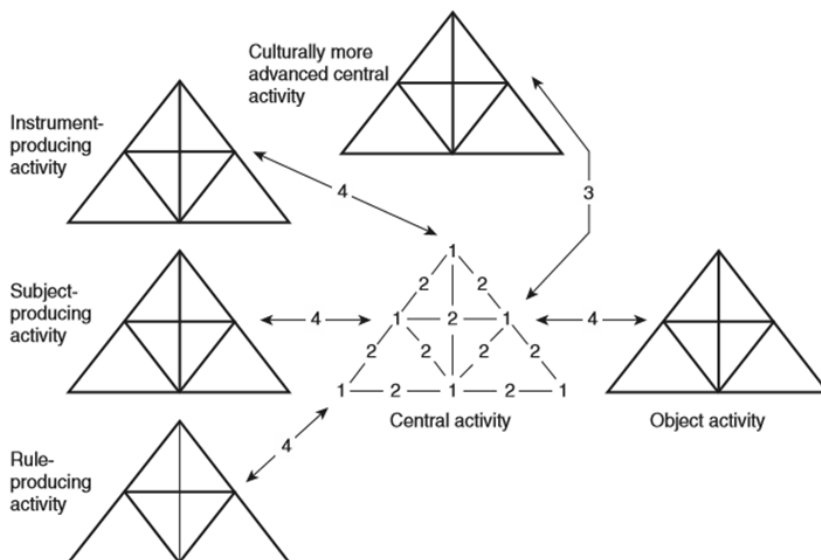 Culturally more
advanced central
activity
Instrument-
producing
activity
3
4
1
2 2
Subject-
producing
activity
4
1 2 1
4
2 2 2 2
1 2 1 2 1
Central activity
Object activity
4
Rule-
producing
activity